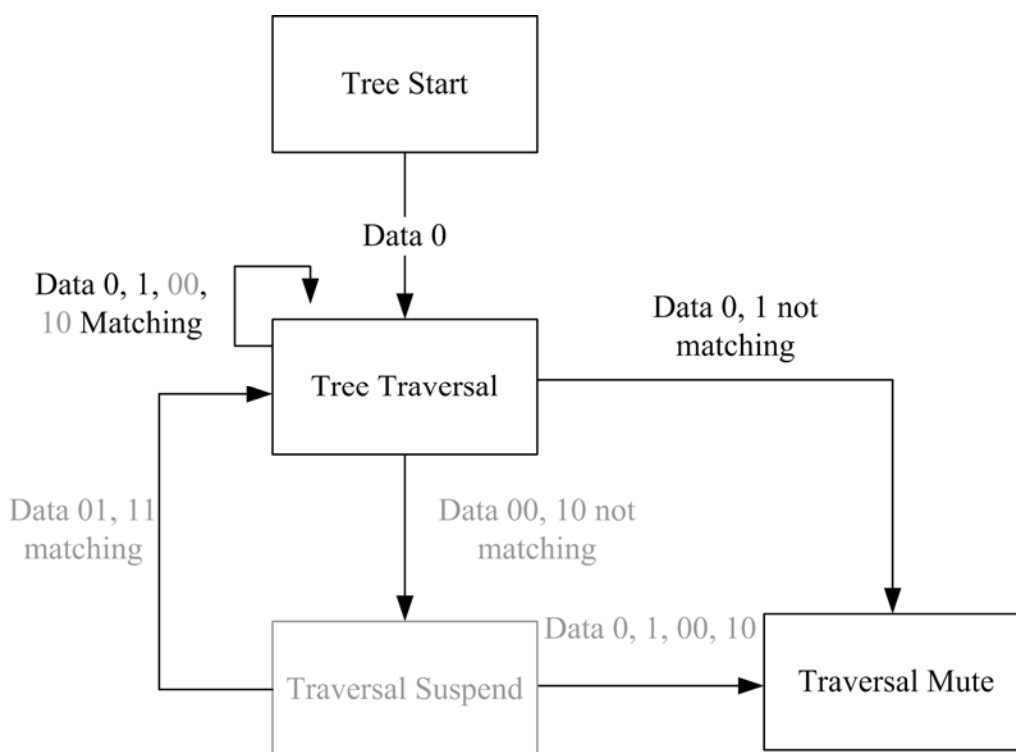 Tree Start
Data 0
Data 0, 1, 00,
10 Matching
Data 0, 1 not
matching
Tree Traversal
Data 01, 11
matching
Data 00, 10 not
matching
Data 0, 1, 00, 10
Traversal Suspend
Traversal Mute